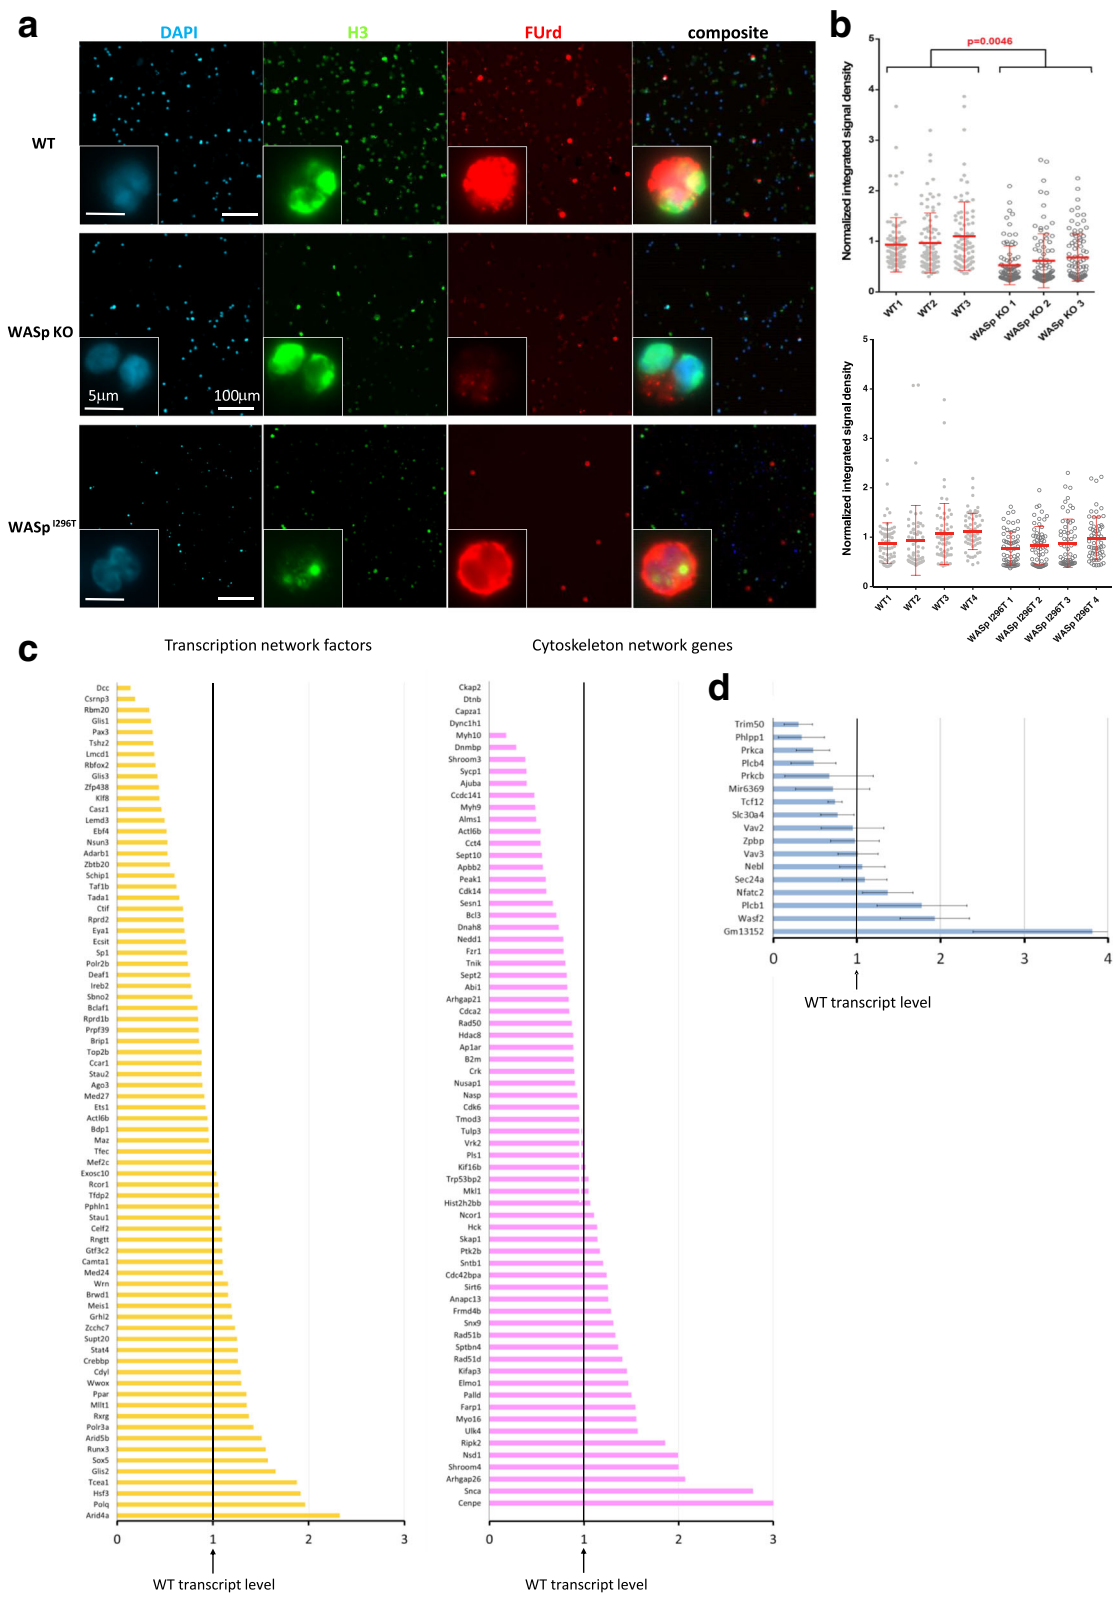 a
DAPI
H3
FUrd
composite
WT
WASp KO
5μm
100μm
WASp I296T
b
p=0.0046
Normalized integrated signal density
5
4
3
2
1
0
WT1
WT2
WT3
WASp KO 1
WASp KO 2
WASp KO 3
Normalized integrated signal density
5
4
3
2
1
0
WT1
WT2
WT3
WT4
WASp I296T 1
WASp I296T 2
WASp I296T 3
WASp I296T 4
c
Transcription network factors
Dcc
Csrnp3
Rbm20
Glis1
Pax3
Tshz2
Lmcd1
Rbfox2
Glis3
Zfp438
Klf8
Casz1
Lemd3
Ebf4
Nsun3
Adarb1
Zbtb20
Schip1
Taf1b
Tada1
Ctif
Rprd2
Eya1
Ecsit
Sp1
Polr2b
Deaf1
Ireb2
Sbno2
Bclaf1
Rprd1b
Prpf39
Brip1
Top2b
Ccar1
Stau2
Ago3
Med27
Ets1
Actl6b
Bdp1
Maz
Tfec
Mef2c
Exosc10
Rcor1
Tfdp2
Pphln1
Stau1
Celf2
Rngtt
Gtf3c2
Camta1
Med24
Wrn
Brwd1
Meis1
Grhl2
Zcchc7
Supt20
Stat4
Crebbp
Cdyl
Wwox
Ppar
Mllt1
Rxrg
Polr3a
Arid5b
Runx3
Sox5
Glis2
Tcea1
Hsf3
Polq
Arid4a
0 1 2 3
WT transcript level
Cytoskeleton network genes
Ckap2
Dtnb
Capza1
Dync1h1
Myh10
Dnmbp
Shroom3
Sycp1
Ajuba
Ccdc141
Myh9
Alms1
Actl6b
Cct4
Sept10
Apbb2
Peak1
Cdk14
Sesn1
Bcl3
Dnah8
Nedd1
Fzr1
Tnik
Sept2
Abi1
Arhgap21
Cdca2
Rad50
Hdac8
Ap1ar
B2m
Crk
Nusap1
Nasp
Cdk6
Tmod3
Tulp3
Vrk2
Pls1
Kif16b
Trp53bp2
Mkl1
Hist2h2bb
Ncor1
Hck
Skap1
Ptk2b
Sntb1
Cdc42bpa
Sirt6
Anapc13
Frmd4b
Snx9
Rad51b
Sptbn4
Rad51d
Kifap3
Elmo1
Palld
Farp1
Myo16
Ulk4
Ripk2
Nsd1
Shroom4
Arhgap26
Snca
Cenpe
0 1 2 3
WT transcript level
d
Trim50
Phlpp1
Prkca
Plcb4
Prkcb
Mir6369
Tcf12
Slc30a4
Vav2
Zpbp
Vav3
Nebl
Sec24a
Nfatc2
Plcb1
Wasf2
Gm13152
0 1 2 3 4
WT transcript level